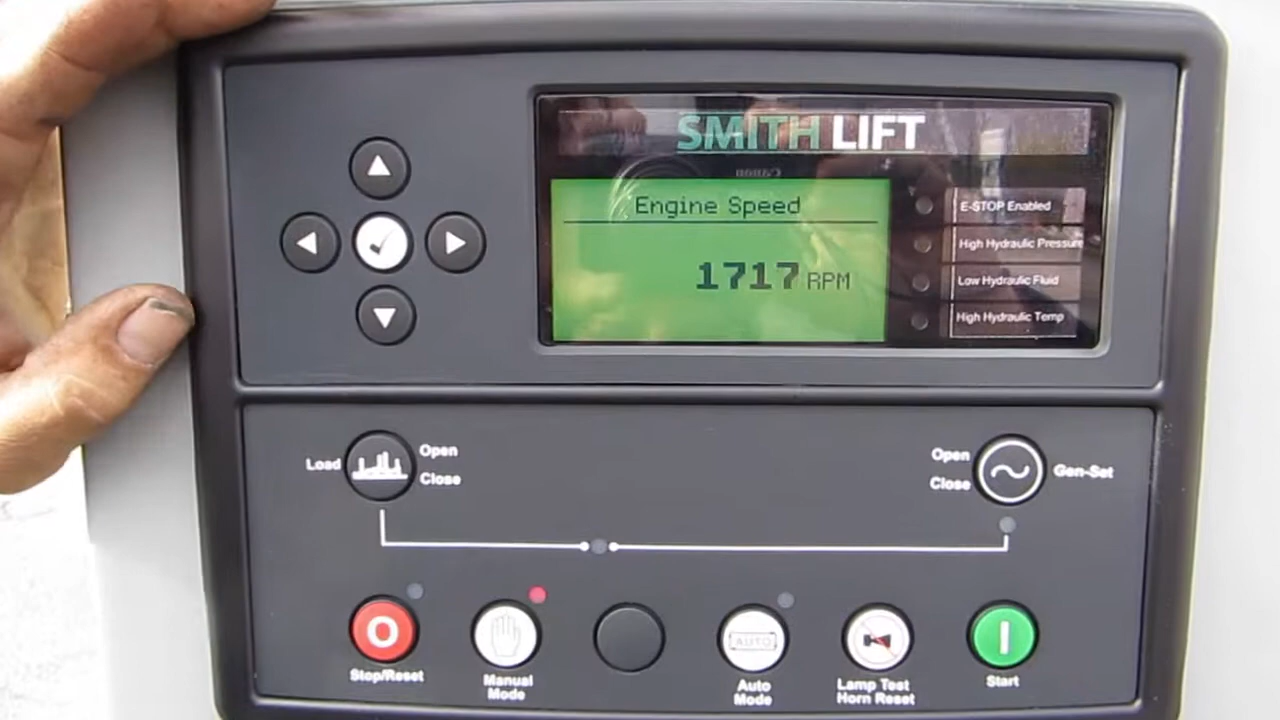 SMITH LIFT
Canon
Engine Speed
1717 RPM
E-STOP Enabled
High Hydraulic Pressure
Low Hydraulic Fluid
High Hydraulic Temp
Load
Open
Close
Open
Close
Gen-Set
O
Stop/Reset
Manual
Mode
AUTO
Auto
Mode
Lamp Test
Horn Reset
I
Start